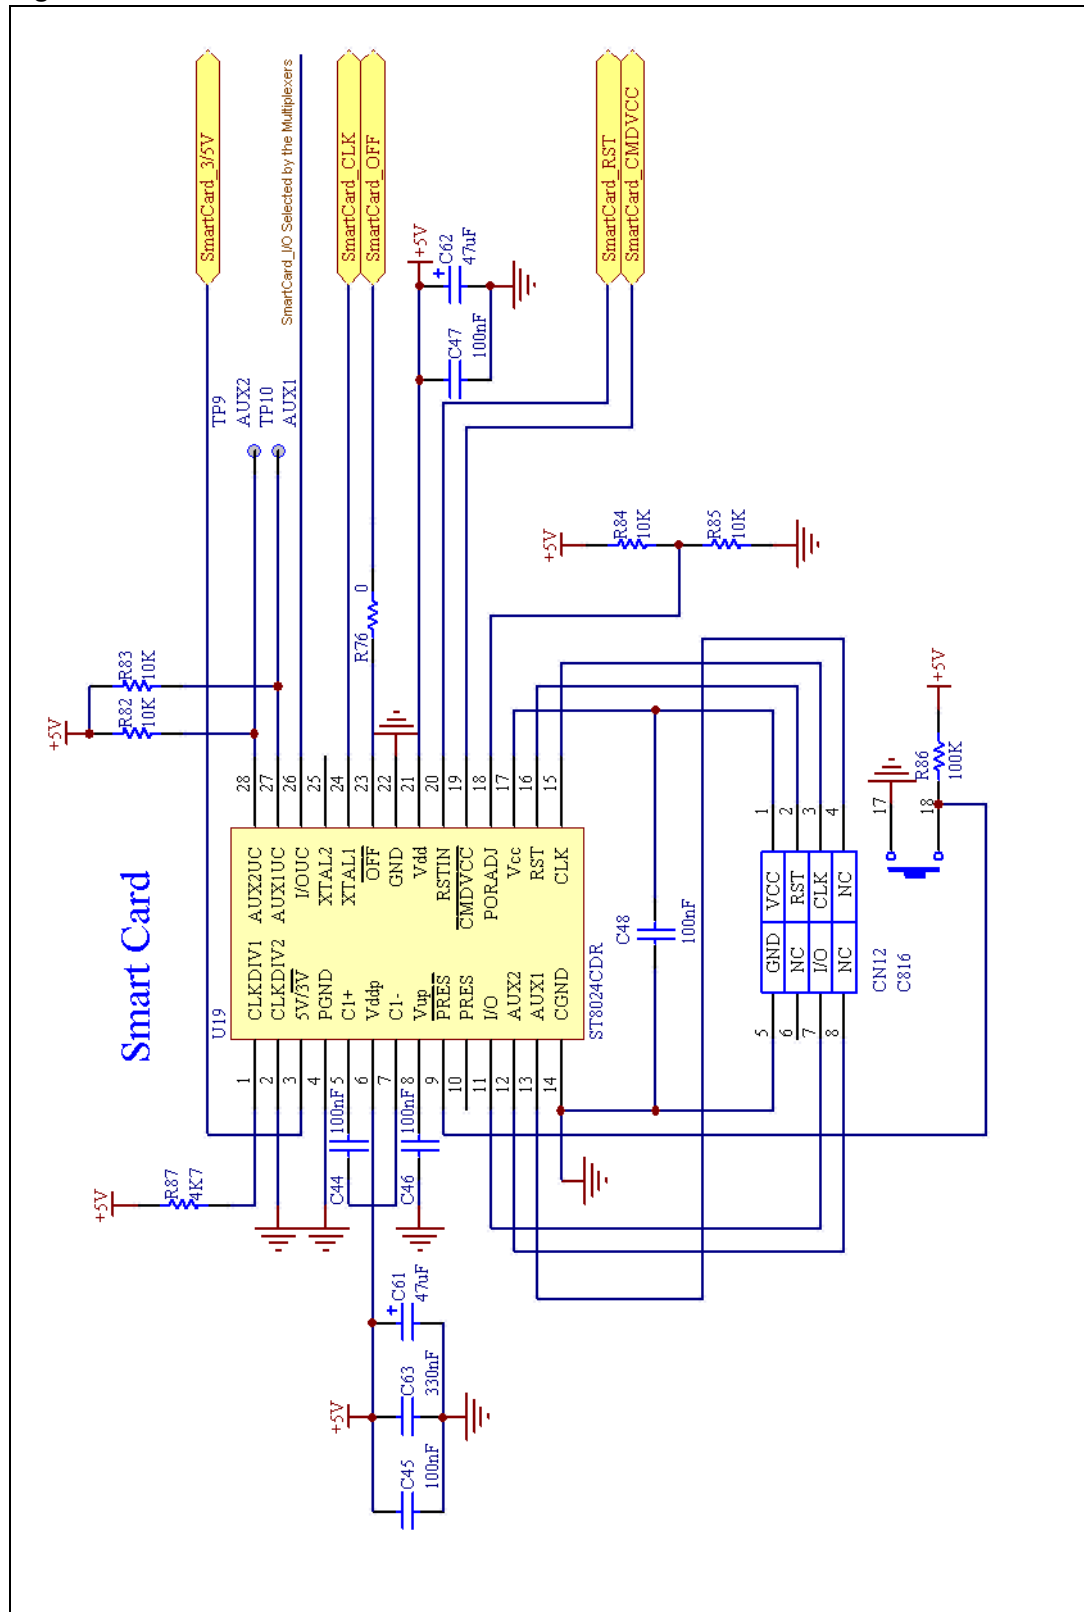 Smart Card
SmartCard_3/5V
SmartCard_I/O Selected by the Multiplexers
SmartCard_CLK
SmartCard_OFF
SmartCard_RST
SmartCard_CMDVCC
TP9
AUX2
TP10
AUX1
+5V
C62
47uF
C47
100nF
+5V
R83
10K
R82
10K
R76
0
+5V
R84
10K
R85
10K
U19
ST8024CDR
28
27
26
25
24
23
22
21
20
19
18
17
16
15
AUX2UC
AUX1UC
I/OUC
XTAL2
XTAL1
OFF
GND
Vdd
RSTIN
CMDVCC
PORADJ
Vcc
RST
CLK
CLKDIV1
CLKDIV2
5V/3V
PGND
C1+
Vddp
C1-
Vup
PRES
PRES
I/O
AUX2
AUX1
CGND
1
2
3
4
5
6
7
8
9
10
11
12
13
14
+5V
R87
4K7
C44
100nF
C46
100nF
+5V
C61
47uF
C63
330nF
C45
100nF
C48
100nF
+5V
R86
100K
17
18
1
2
3
4
VCC
RST
CLK
NC
GND
NC
I/O
NC
5
6
7
8
CN12
C816